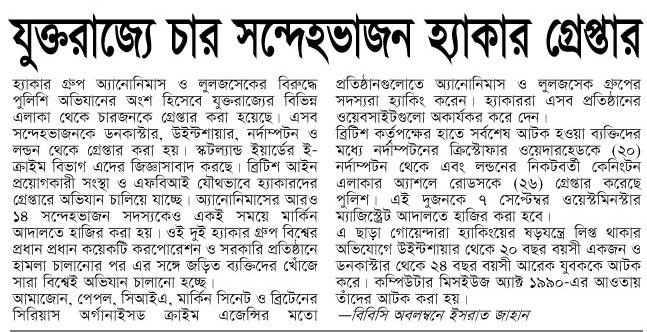 যুক্তরাজ্যে চার সন্দেহভাজন হ্যাকার গ্রেপ্তার
হ্যাকার গ্রুপ অ্যানোনিমাস ও লুলজসেকের বিরুদ্ধে
পুলিশি অভিযানের অংশ হিসেবে যুক্তরাজ্যের বিভিন্ন
এলাকা থেকে চারজনকে গ্রেপ্তার করা হয়েছে। এসব
সন্দেহভাজনকে ডনকাস্টার, উইন্টশায়ার, নর্দাম্পটন ও
লন্ডন থেকে গ্রেপ্তার করা হয়। স্কটল্যান্ড ইয়ার্ডের ই-
ক্রাইম বিভাগ এদের জিজ্ঞাসাবাদ করছে। ব্রিটিশ আইন
প্রয়োগকারী সংস্থা ও এফবিআই যৌথভাবে হ্যাকারদের
গ্রেপ্তারে অভিযান চালিয়ে যাচ্ছে। অ্যানোনিমাসের আরও
১৪ সন্দেহভাজন সদস্যকেও একই সময়ে মার্কিন
আদালতে হাজির করা হয়। ওই দুই হ্যাকার গ্রুপ বিশ্বের
প্রধান প্রধান কয়েকটি করপোরেশন ও সরকারি প্রতিষ্ঠানে
হামলা চালানোর পর এর সঙ্গে জড়িত ব্যক্তিদের খোঁজে
সারা বিশ্বেই অভিযান চালানো হচ্ছে।
আমাজোন, পেপল, সিআইএ, মার্কিন সিনেট ও ব্রিটেনের
সিরিয়াস অর্গানাইসড ক্রাইম এজেন্সির মতো
প্রতিষ্ঠানগুলোতে অ্যানোনিমাস ও লুলজসেক গ্রুপের
সদস্যরা হ্যাকিং করেন। হ্যাকাররা এসব প্রতিষ্ঠানের
ওয়েবসাইটগুলো অকার্যকর করে দেন।
ব্রিটিশ কর্তৃপক্ষের হাতে সর্বশেষ আটক হওয়া ব্যক্তিদের
মধ্যে নর্দাম্পটনের ক্রিস্টোফার ওয়েদারহেডকে (২০)
নর্দাম্পটন থেকে এবং লন্ডনের নিকটবর্তী কেনিংটন
এলাকার অ্যাশলে রোডসকে (২৬) গ্রেপ্তার করেছে
পুলিশ। এই দুজনকে ৭ সেপ্টেম্বর ওয়েস্টমিনস্টার
ম্যাজিস্ট্রেট আদালতে হাজির করা হবে।
এ ছাড়া গোয়েন্দারা হ্যাকিংয়ের ষড়যন্ত্রে লিপ্ত থাকার
অভিযোগে উইন্টশায়ার থেকে ২০ বছর বয়সী একজন ও
ডনকাস্টার থেকে ২৪ বছর বয়সী আরেক যুবককে আটক
করে। কম্পিউটার মিসইউজ অ্যাক্ট ১৯৯০-এর আওতায়
তাঁদের আটক করা হয়।
—বিবিসি অবলম্বনে ইসরাত জাহান